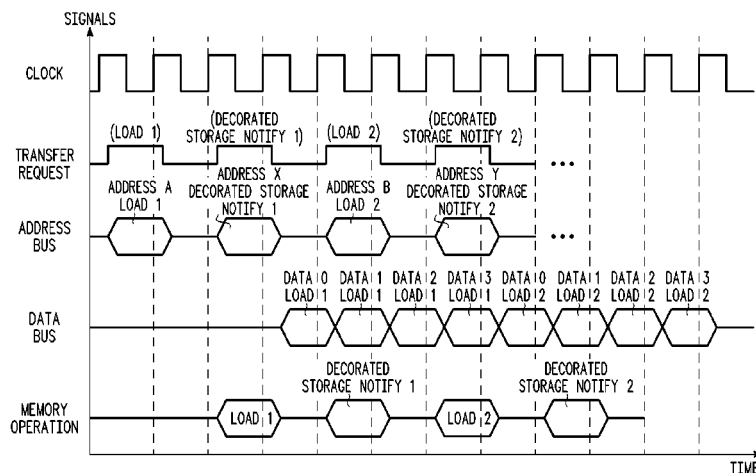 SIGNALS
CLOCK
(LOAD 1)
(DECORATED
STORAGE NOTIFY 1)
(LOAD 2)
(DECORATED
STORAGE NOTIFY 2)
TRANSFER
REQUEST
ADDRESS A
LOAD 1
ADDRESS X
DECORATED STORAGE
NOTIFY 1
ADDRESS B
LOAD 2
ADDRESS Y
DECORATED STORAGE
NOTIFY 2
ADDRESS
BUS
DATA 0
LOAD 1
DATA 1
LOAD 1
DATA 2
LOAD 1
DATA 3
LOAD 1
DATA 0
LOAD 2
DATA 1
LOAD 2
DATA 2
LOAD 2
DATA 3
LOAD 2
DATA
BUS
DECORATED
STORAGE NOTIFY 1
DECORATED
STORAGE NOTIFY 2
MEMORY
OPERATION
LOAD 1
LOAD 2
TIME